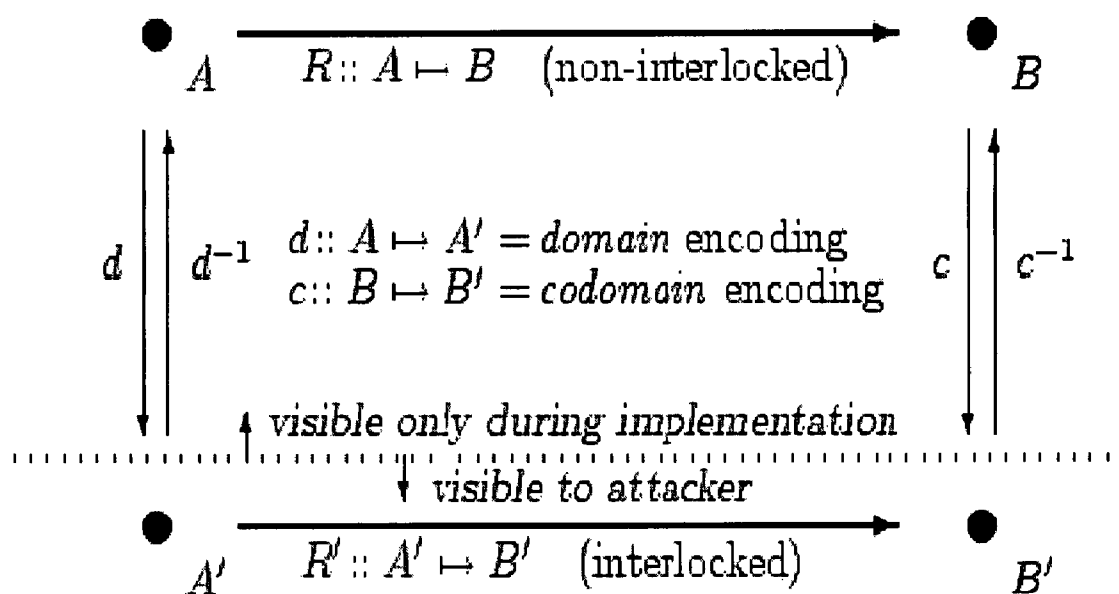 A R :: A ↦ B (non-interlocked) B
d d⁻¹ d :: A ↦ A′ = domain encoding c c⁻¹
c :: B ↦ B′ = codomain encoding
visible only during implementation
visible to attacker
A′ R′ :: A′ ↦ B′ (interlocked) B′